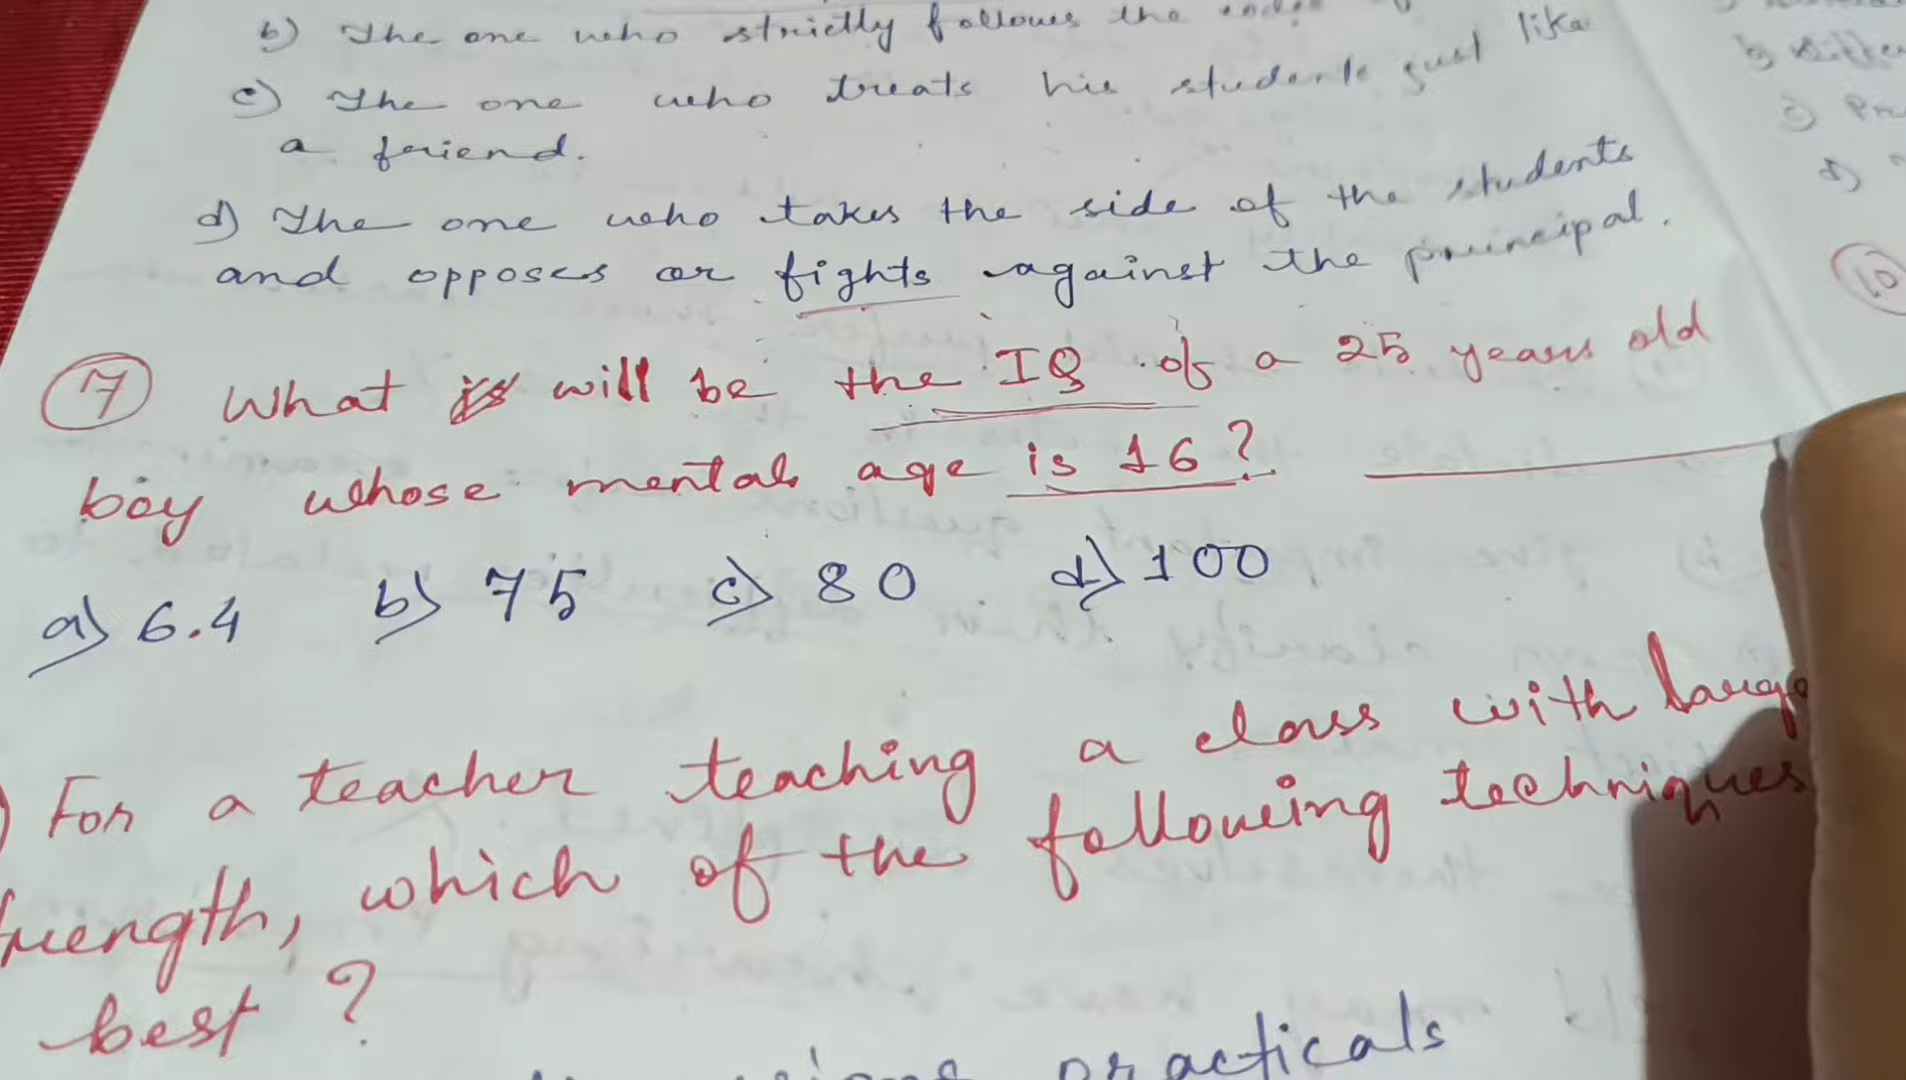 b) The one who strictly follows the
c) The one who treats his students just like
a friend.
d) The one who takes the side of the students
and opposes or fights against the principal.
7 What is will be the IQ of a 25 years old
boy whose mental age is 16?
a) 6.4 b) 75 c) 80 d) 100
For a teacher teaching a class with large
strength, which of the following techniques
best?
practicals
10